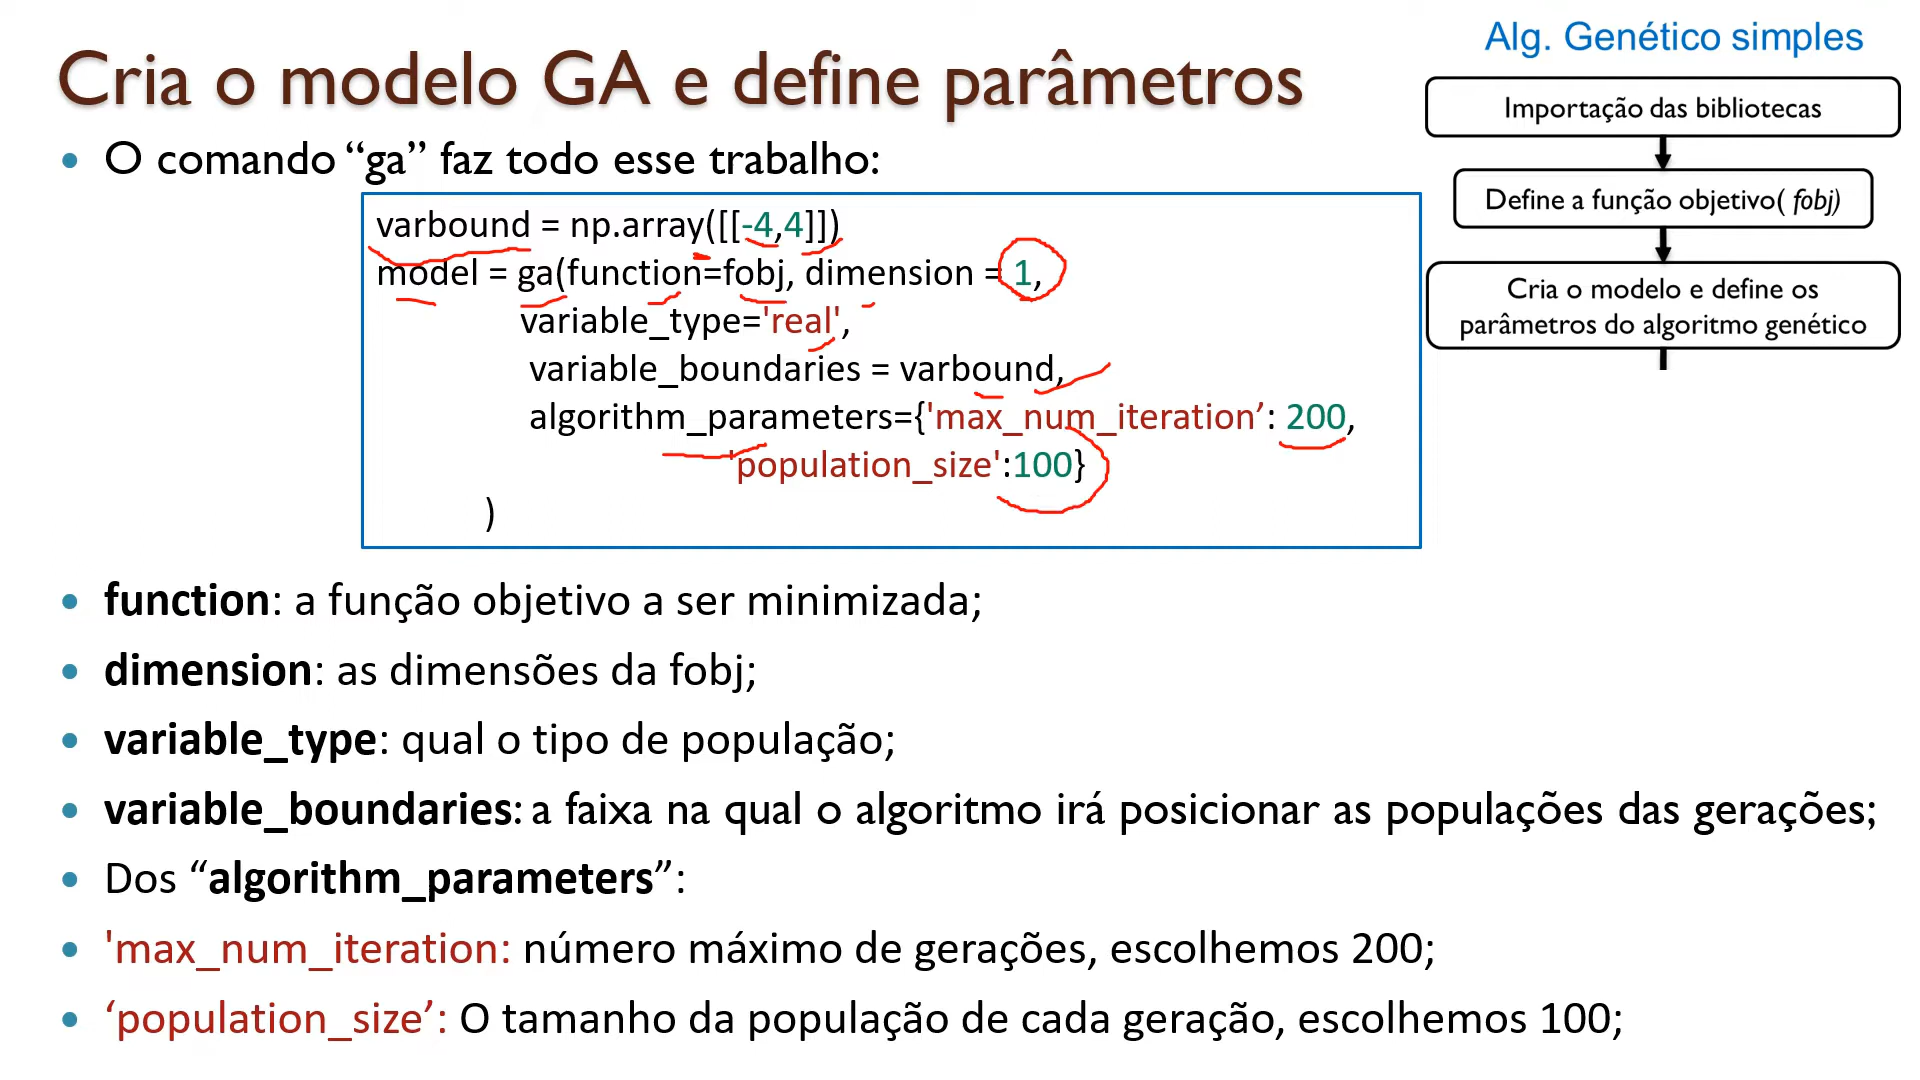 Cria o modelo GA e define parâmetros
• O comando “ga” faz todo esse trabalho:
varbound = np.array([[-4,4]])
model = ga(function=fobj, dimension = 1,
variable_type='real',
variable_boundaries = varbound,
algorithm_parameters={'max_num_iteration’: 200,
'population_size':100}
)
• function: a função objetivo a ser minimizada;
• dimension: as dimensões da fobj;
• variable_type: qual o tipo de população;
• variable_boundaries: a faixa na qual o algoritmo irá posicionar as populações das gerações;
• Dos “algorithm_parameters”:
• 'max_num_iteration: número máximo de gerações, escolhemos 200;
• ‘population_size’: O tamanho da população de cada geração, escolhemos 100;
Alg. Genético simples
Importação das bibliotecas
Define a função objetivo( fobj)
Cria o modelo e define os
parâmetros do algoritmo genético